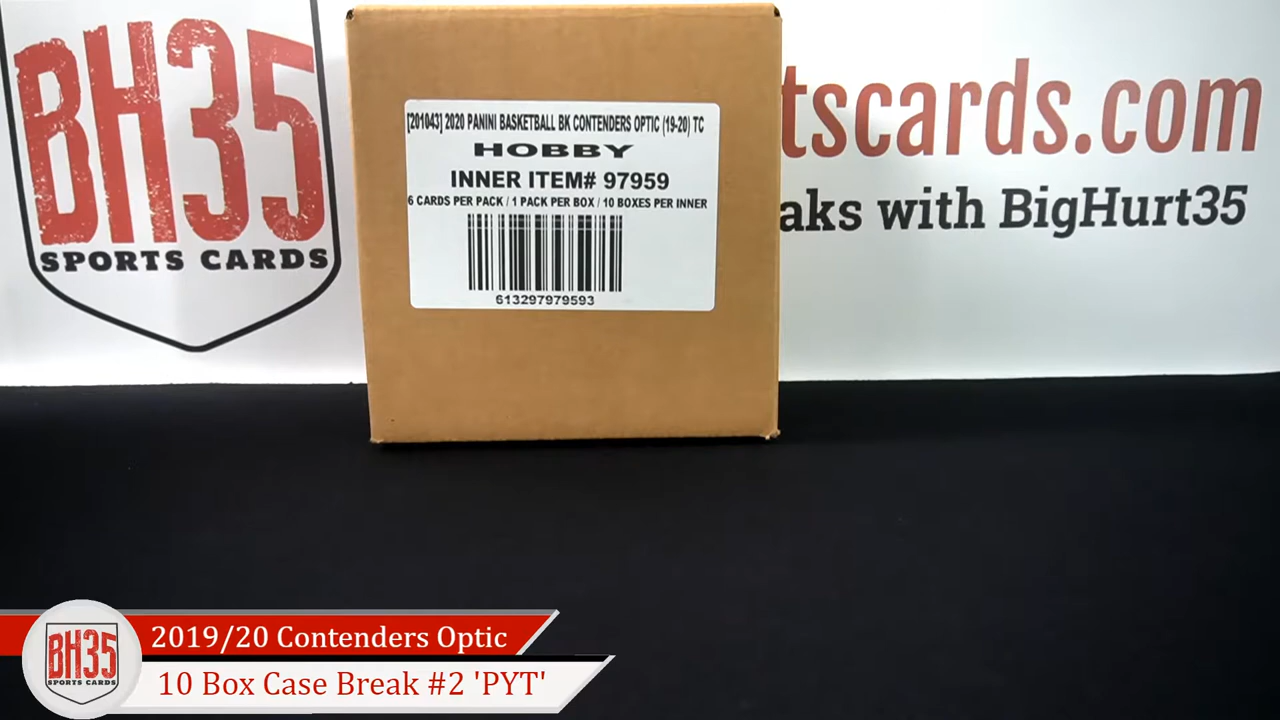 BH35
SPORTS CARDS
tscards.com
aks with BigHurt35
[201043] 2020 PANINI BASKETBALL BK CONTENDERS OPTIC (19-20) TC
HOBBY
INNER ITEM# 97959
6 CARDS PER PACK / 1 PACK PER BOX / 10 BOXES PER INNER
613297979593
BH35
SPORTS CARDS
2019/20 Contenders Optic
10 Box Case Break #2 'PYT'